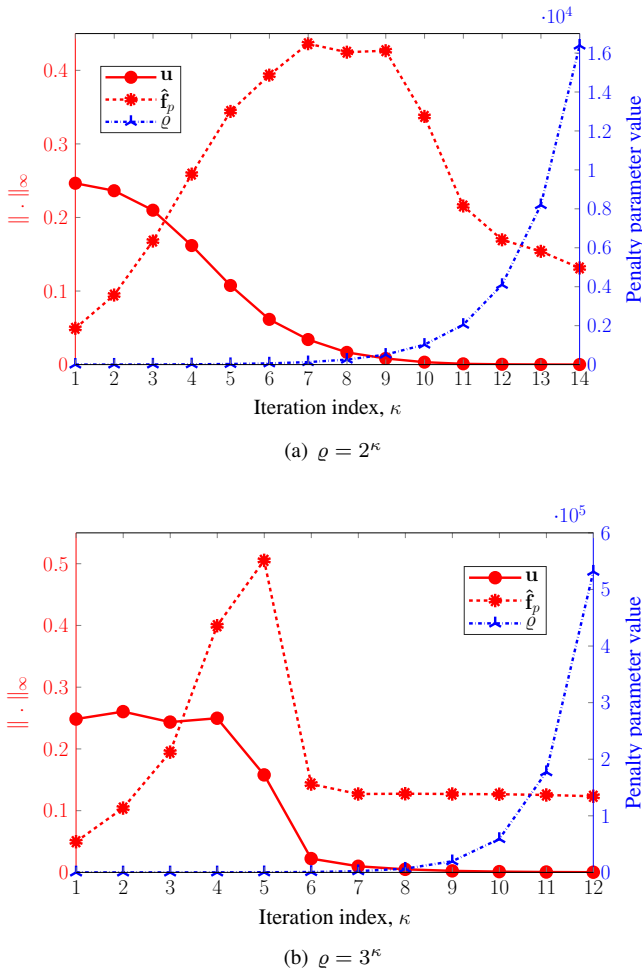 ·10⁴
0.4
0.3
0.2
0.1
0
‖ · ‖∞
u
f̂ₚ
ϱ
1.6
1.4
1.2
1
0.8
0.6
0.4
0.2
0
Penalty parameter value
1 2 3 4 5 6 7 8 9 10 11 12 13 14
Iteration index, κ
(a) ϱ = 2^κ
·10⁵
0.5
0.4
0.3
0.2
0.1
0
‖ · ‖∞
u
f̂ₚ
ϱ
6
5
4
3
2
1
0
Penalty parameter value
1 2 3 4 5 6 7 8 9 10 11 12
Iteration index, κ
(b) ϱ = 3^κ